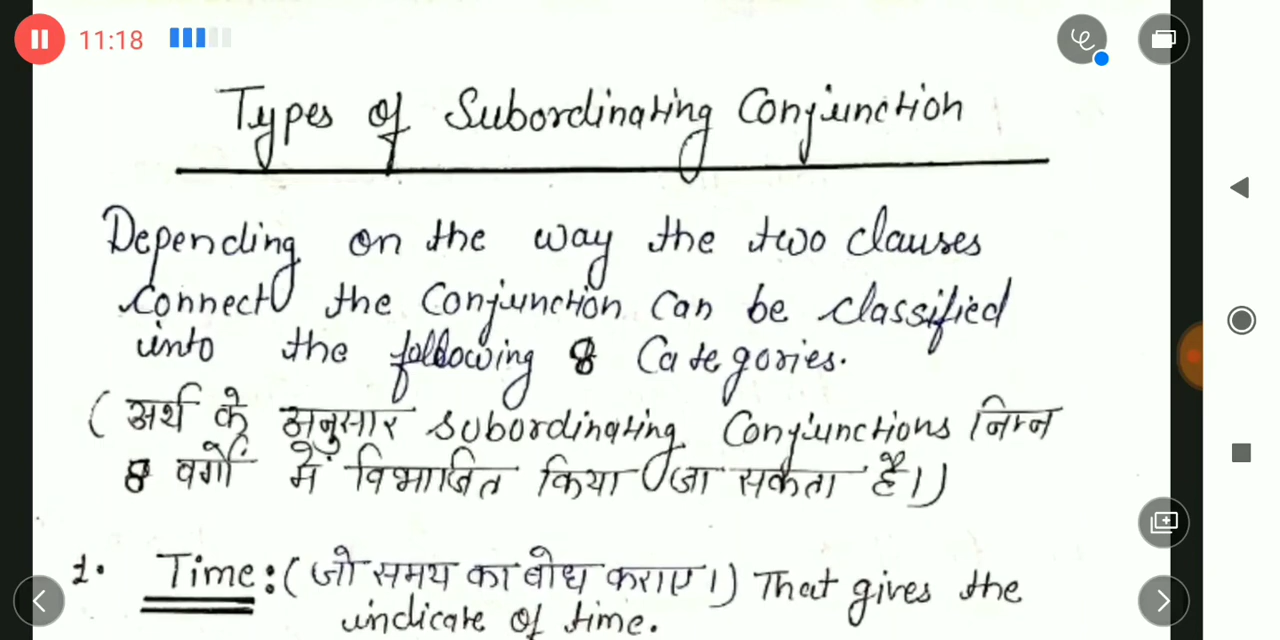 11:18
Types of Subordinating Conjunction
Depending on the way the two clauses
connect the Conjunction can be classified
into the following 8 Categories.
(अर्थ के अनुसार subordinating Conjunctions निम्न
8 वर्गों में विभाजित किया जा सकता है।)
1. Time:(जो समय का बोध कराए।) That gives the
indicate of time.